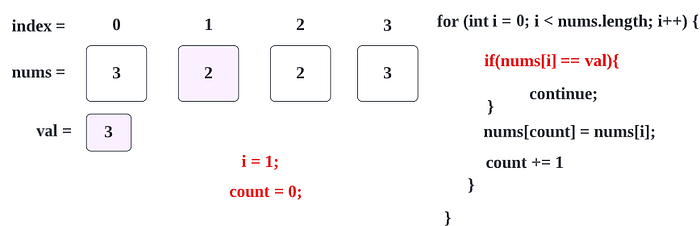 index = 0 1 2 3
for (int i = 0; i < nums.length; i++) {
if(nums[i] == val){
nums = 3 2 2 3
continue;
}
val = 3
nums[count] = nums[i];
i = 1;
count += 1
count = 0;
}
}